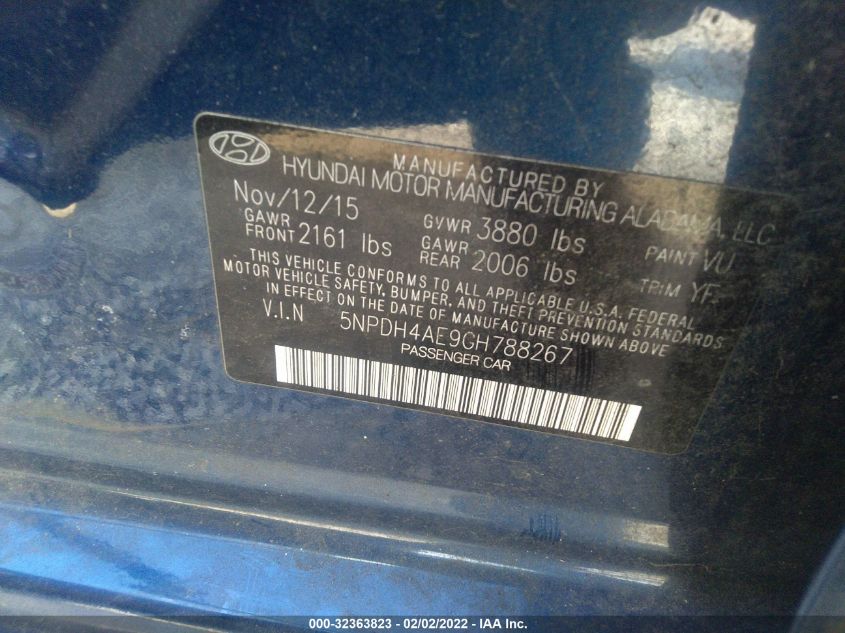 MANUFACTURED BY
HYUNDAI MOTOR MANUFACTURING ALABAMA, LLC
Nov/12/15 GVWR 3880 lbs PAINT VU
GAWR FRONT 2161 lbs GAWR REAR 2006 lbs TRIM YF
THIS VEHICLE CONFORMS TO ALL APPLICABLE U.S.A. FEDERAL
MOTOR VEHICLE SAFETY, BUMPER, AND THEFT PREVENTION STANDARDS
IN EFFECT ON THE DATE OF MANUFACTURE SHOWN ABOVE
V.I.N 5NPDH4AE9GH788267
PASSENGER CAR
000-32363823 - 02/02/2022 - IAA Inc.